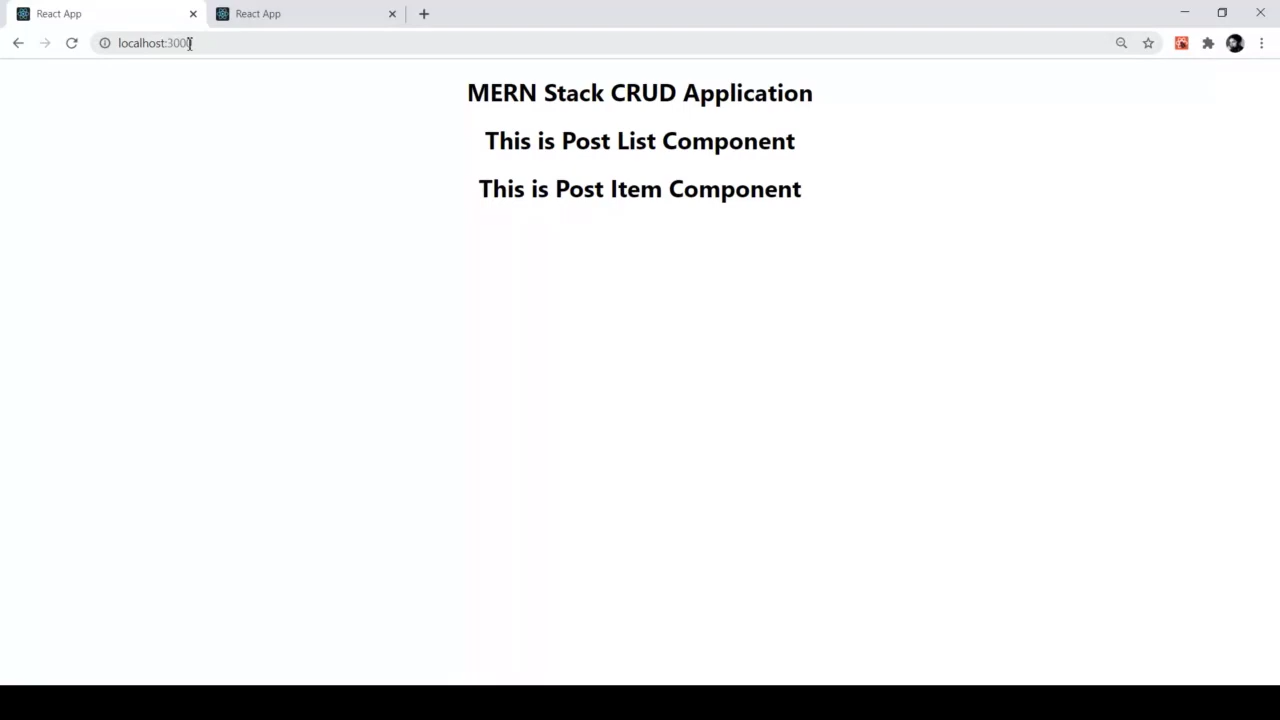 React App
React App
localhost:3000
MERN Stack CRUD Application
This is Post List Component
This is Post Item Component